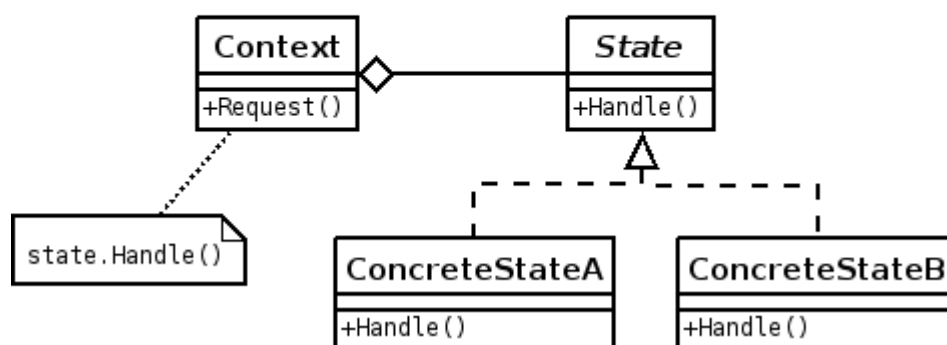 Context
+Request()
State
+Handle()
state.Handle()
ConcreteStateA
+Handle()
ConcreteStateB
+Handle()